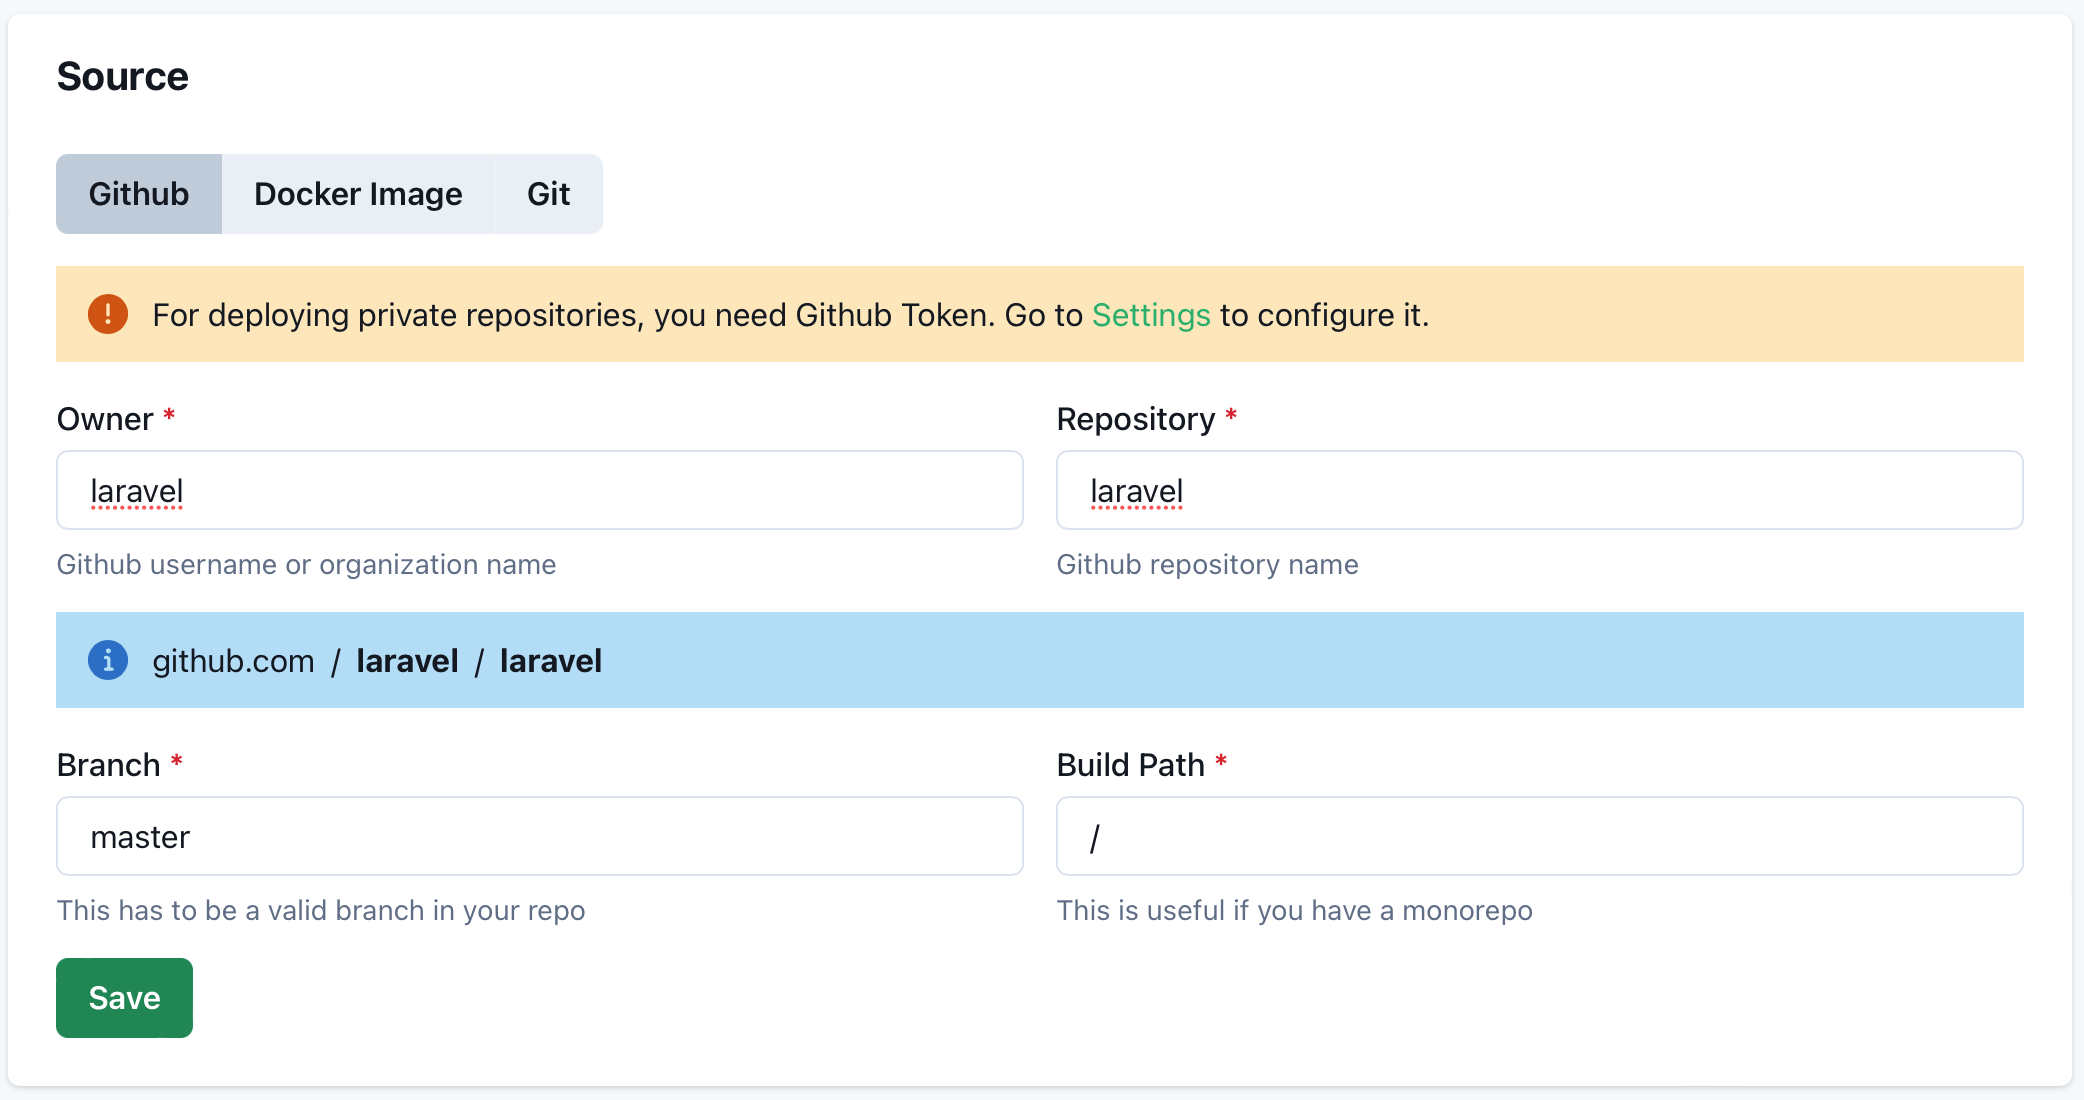 Source
Github Docker Image Git
For deploying private repositories, you need Github Token. Go to Settings to configure it.
Owner * Repository *
laravel laravel
Github username or organization name Github repository name
github.com / laravel / laravel
Branch * Build Path *
master /
This has to be a valid branch in your repo This is useful if you have a monorepo
Save